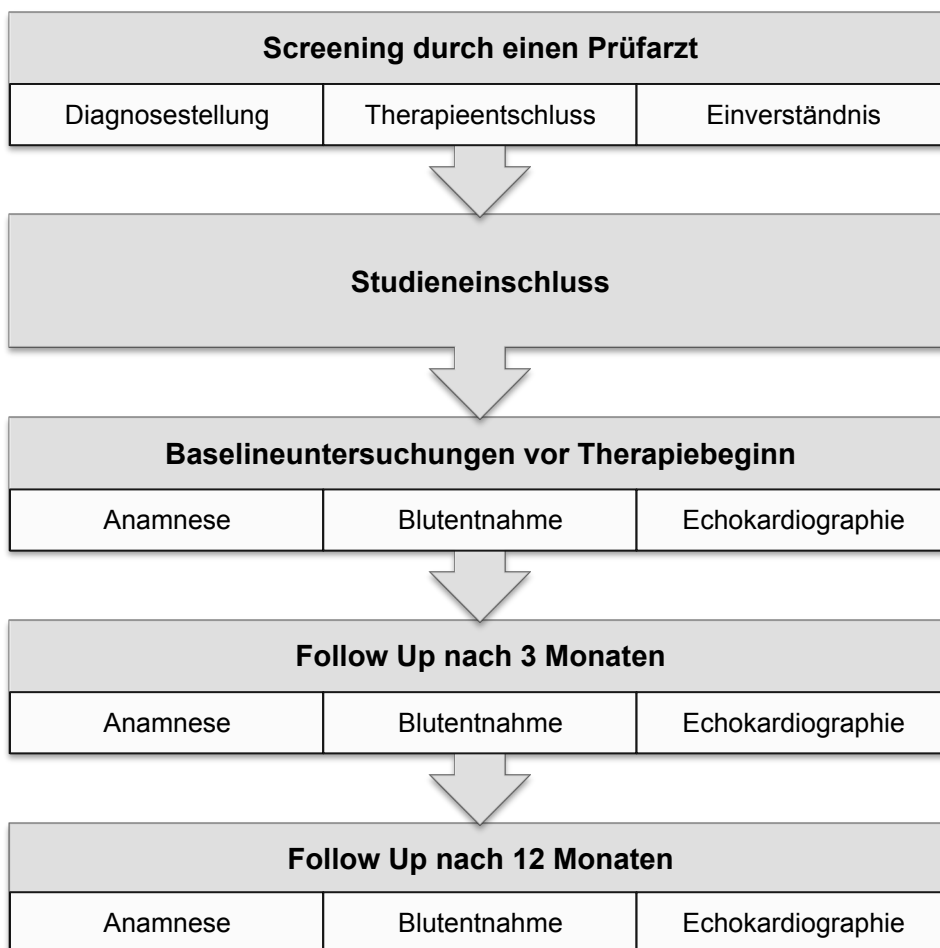 Screening durch einen Prüfarzt
Diagnosestellung Therapieentschluss Einverständnis
Studieneinschluss
Baselineuntersuchungen vor Therapiebeginn
Anamnese Blutentnahme Echokardiographie
Follow Up nach 3 Monaten
Anamnese Blutentnahme Echokardiographie
Follow Up nach 12 Monaten
Anamnese Blutentnahme Echokardiographie